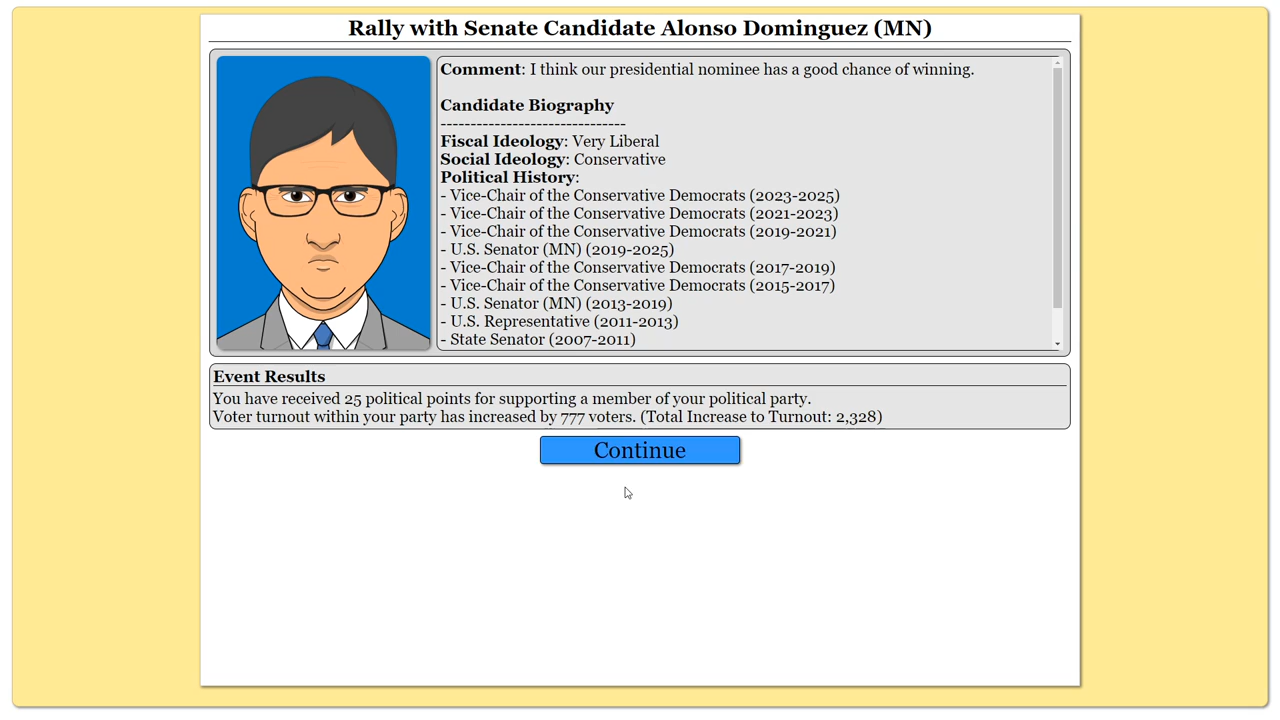 Rally with Senate Candidate Alonso Dominguez (MN)
Comment: I think our presidential nominee has a good chance of winning.
Candidate Biography
------------------------------
Fiscal Ideology: Very Liberal
Social Ideology: Conservative
Political History:
- Vice-Chair of the Conservative Democrats (2023-2025)
- Vice-Chair of the Conservative Democrats (2021-2023)
- Vice-Chair of the Conservative Democrats (2019-2021)
- U.S. Senator (MN) (2019-2025)
- Vice-Chair of the Conservative Democrats (2017-2019)
- Vice-Chair of the Conservative Democrats (2015-2017)
- U.S. Senator (MN) (2013-2019)
- U.S. Representative (2011-2013)
- State Senator (2007-2011)
Event Results
You have received 25 political points for supporting a member of your political party.
Voter turnout within your party has increased by 777 voters. (Total Increase to Turnout: 2,328)
Continue